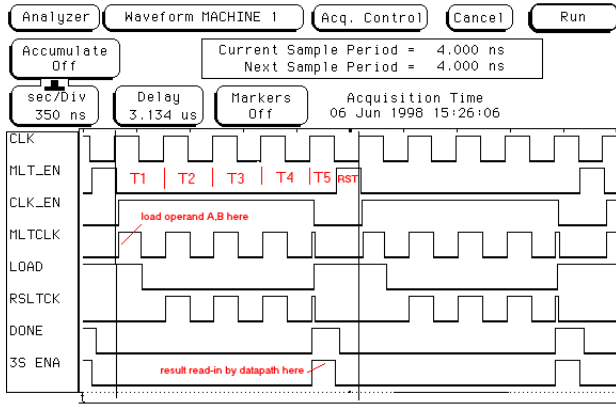 Analyzer Waveform MACHINE 1 Acq. Control Cancel Run
Accumulate
Off
Current Sample Period = 4.000 ns
Next Sample Period = 4.000 ns
sec/Div
350 ns
Delay
3.134 us
Markers
Off
Acquisition Time
06 Jun 1998 15:26:06
CLK
MLT_EN
T1 T2 T3 T4 T5 RST
CLK_EN
load operand A,B here
MLTCLK
LOAD
RSLTCK
DONE
3S ENA
result read-in by datapath here